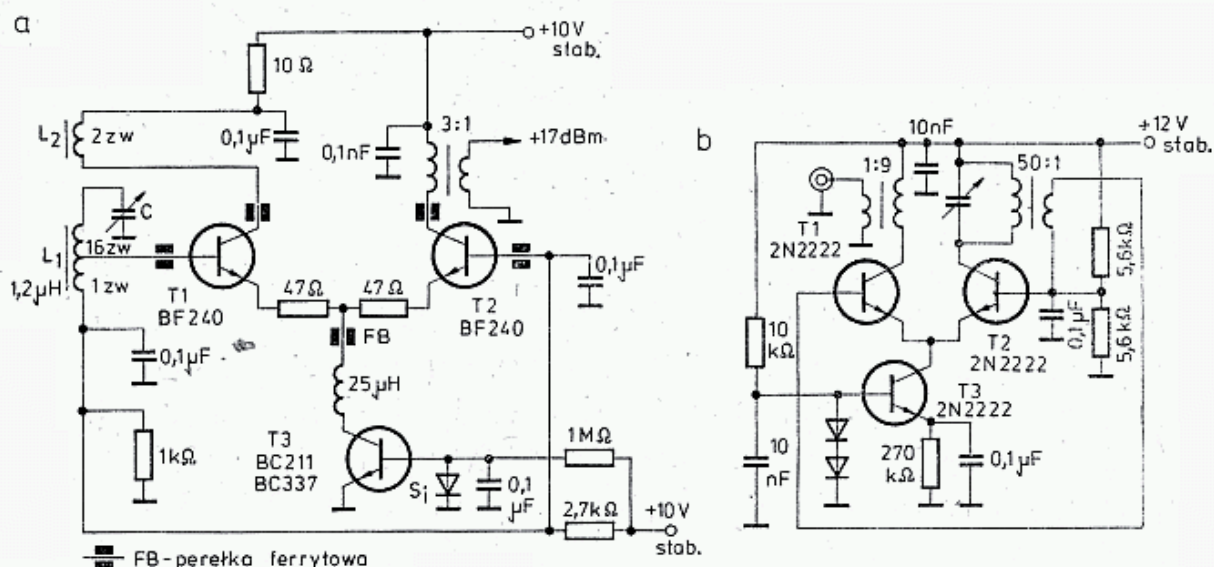 a
+10V
stab.
10 Ω
L2
2 zw
0,1µF
0,1nF
3:1
+17dBm
C
L1
16zw
1,2µH
1zw
T1
BF240
47Ω
47Ω
T2
BF240
0,1µF
FB
0,1µF
25µH
1kΩ
T3
BC211
BC337
Si
0,1
µF
1MΩ
2,7kΩ
+10V
stab.
FB-perełka ferrytowa
b
+12V
stab.
10nF
1:9
50:1
T1
2N2222
5,6kΩ
0,1µF
5,6kΩ
T2
2N2222
10
kΩ
T3
2N2222
10
nF
270
kΩ
0,1µF